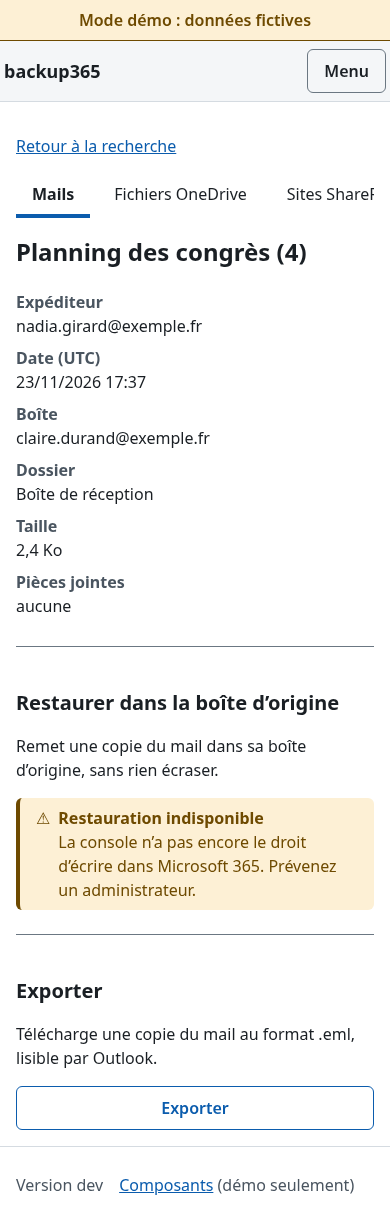 Mode démo : données fictives
backup365
Menu
Retour à la recherche
Mails
Fichiers OneDrive
Sites Share
Planning des congrès (4)
Expéditeur
nadia.girard@exemple.fr
Date (UTC)
23/11/2026 17:37
Boîte
claire.durand@exemple.fr
Dossier
Boîte de réception
Taille
2,4 Ko
Pièces jointes
aucune
Restaurer dans la boîte d’origine
Remet une copie du mail dans sa boîte
d’origine, sans rien écraser.
⚠ Restauration indisponible
La console n’a pas encore le droit
d’écrire dans Microsoft 365. Prévenez
un administrateur.
Exporter
Télécharge une copie du mail au format .eml,
lisible par Outlook.
Exporter
Version dev Composants (démo seulement)